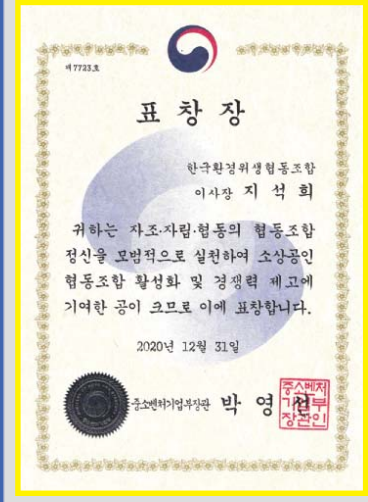 제7723호
표 창 장
한국환경위생협동조합
이사장 지 석 희
귀하는 자조·자립·협동의 협동조합
정신을 모범적으로 실천하여 소상공인
협동조합 활성화 및 경쟁력 제고에
기여한 공이 크므로 이에 표창합니다.
2020년 12월 31일
중소벤처기업부장관 박 영 선
중소벤처
기업부
장관인